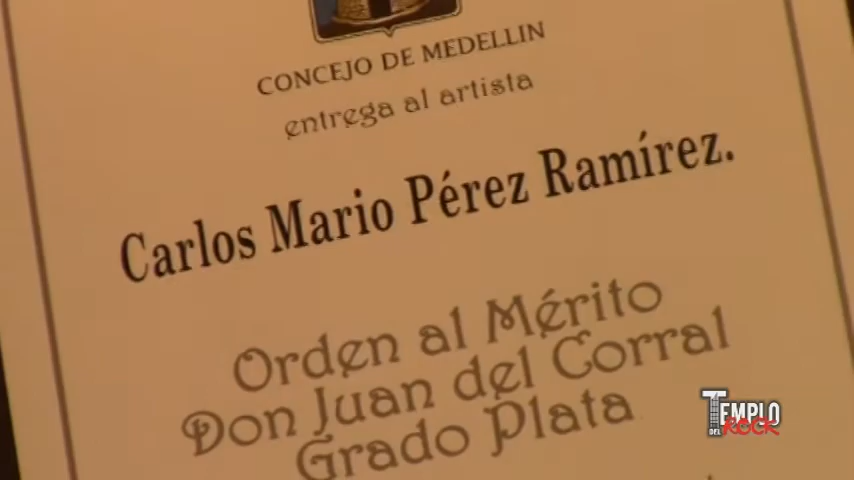 CONCEJO DE MEDELLIN
entrega al artista
Carlos Mario Pérez Ramírez.
Orden al Mérito
Don Juan del Corral
Grado Plata
TEMPLO
DEL ROCK